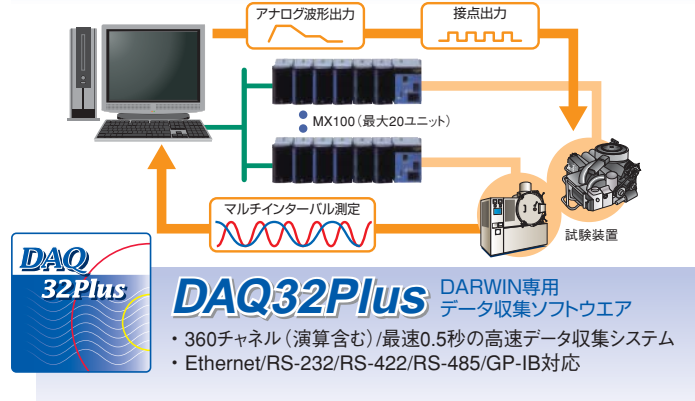 アナログ波形出力
接点出力
MX100（最大20ユニット）
マルチインターバル測定
試験装置
DAQ
32Plus
DAQ32Plus
DARWIN専用
データ収集ソフトウエア
・360チャネル（演算含む）/最速0.5秒の高速データ収集システム
・Ethernet/RS-232/RS-422/RS-485/GP-IB対応